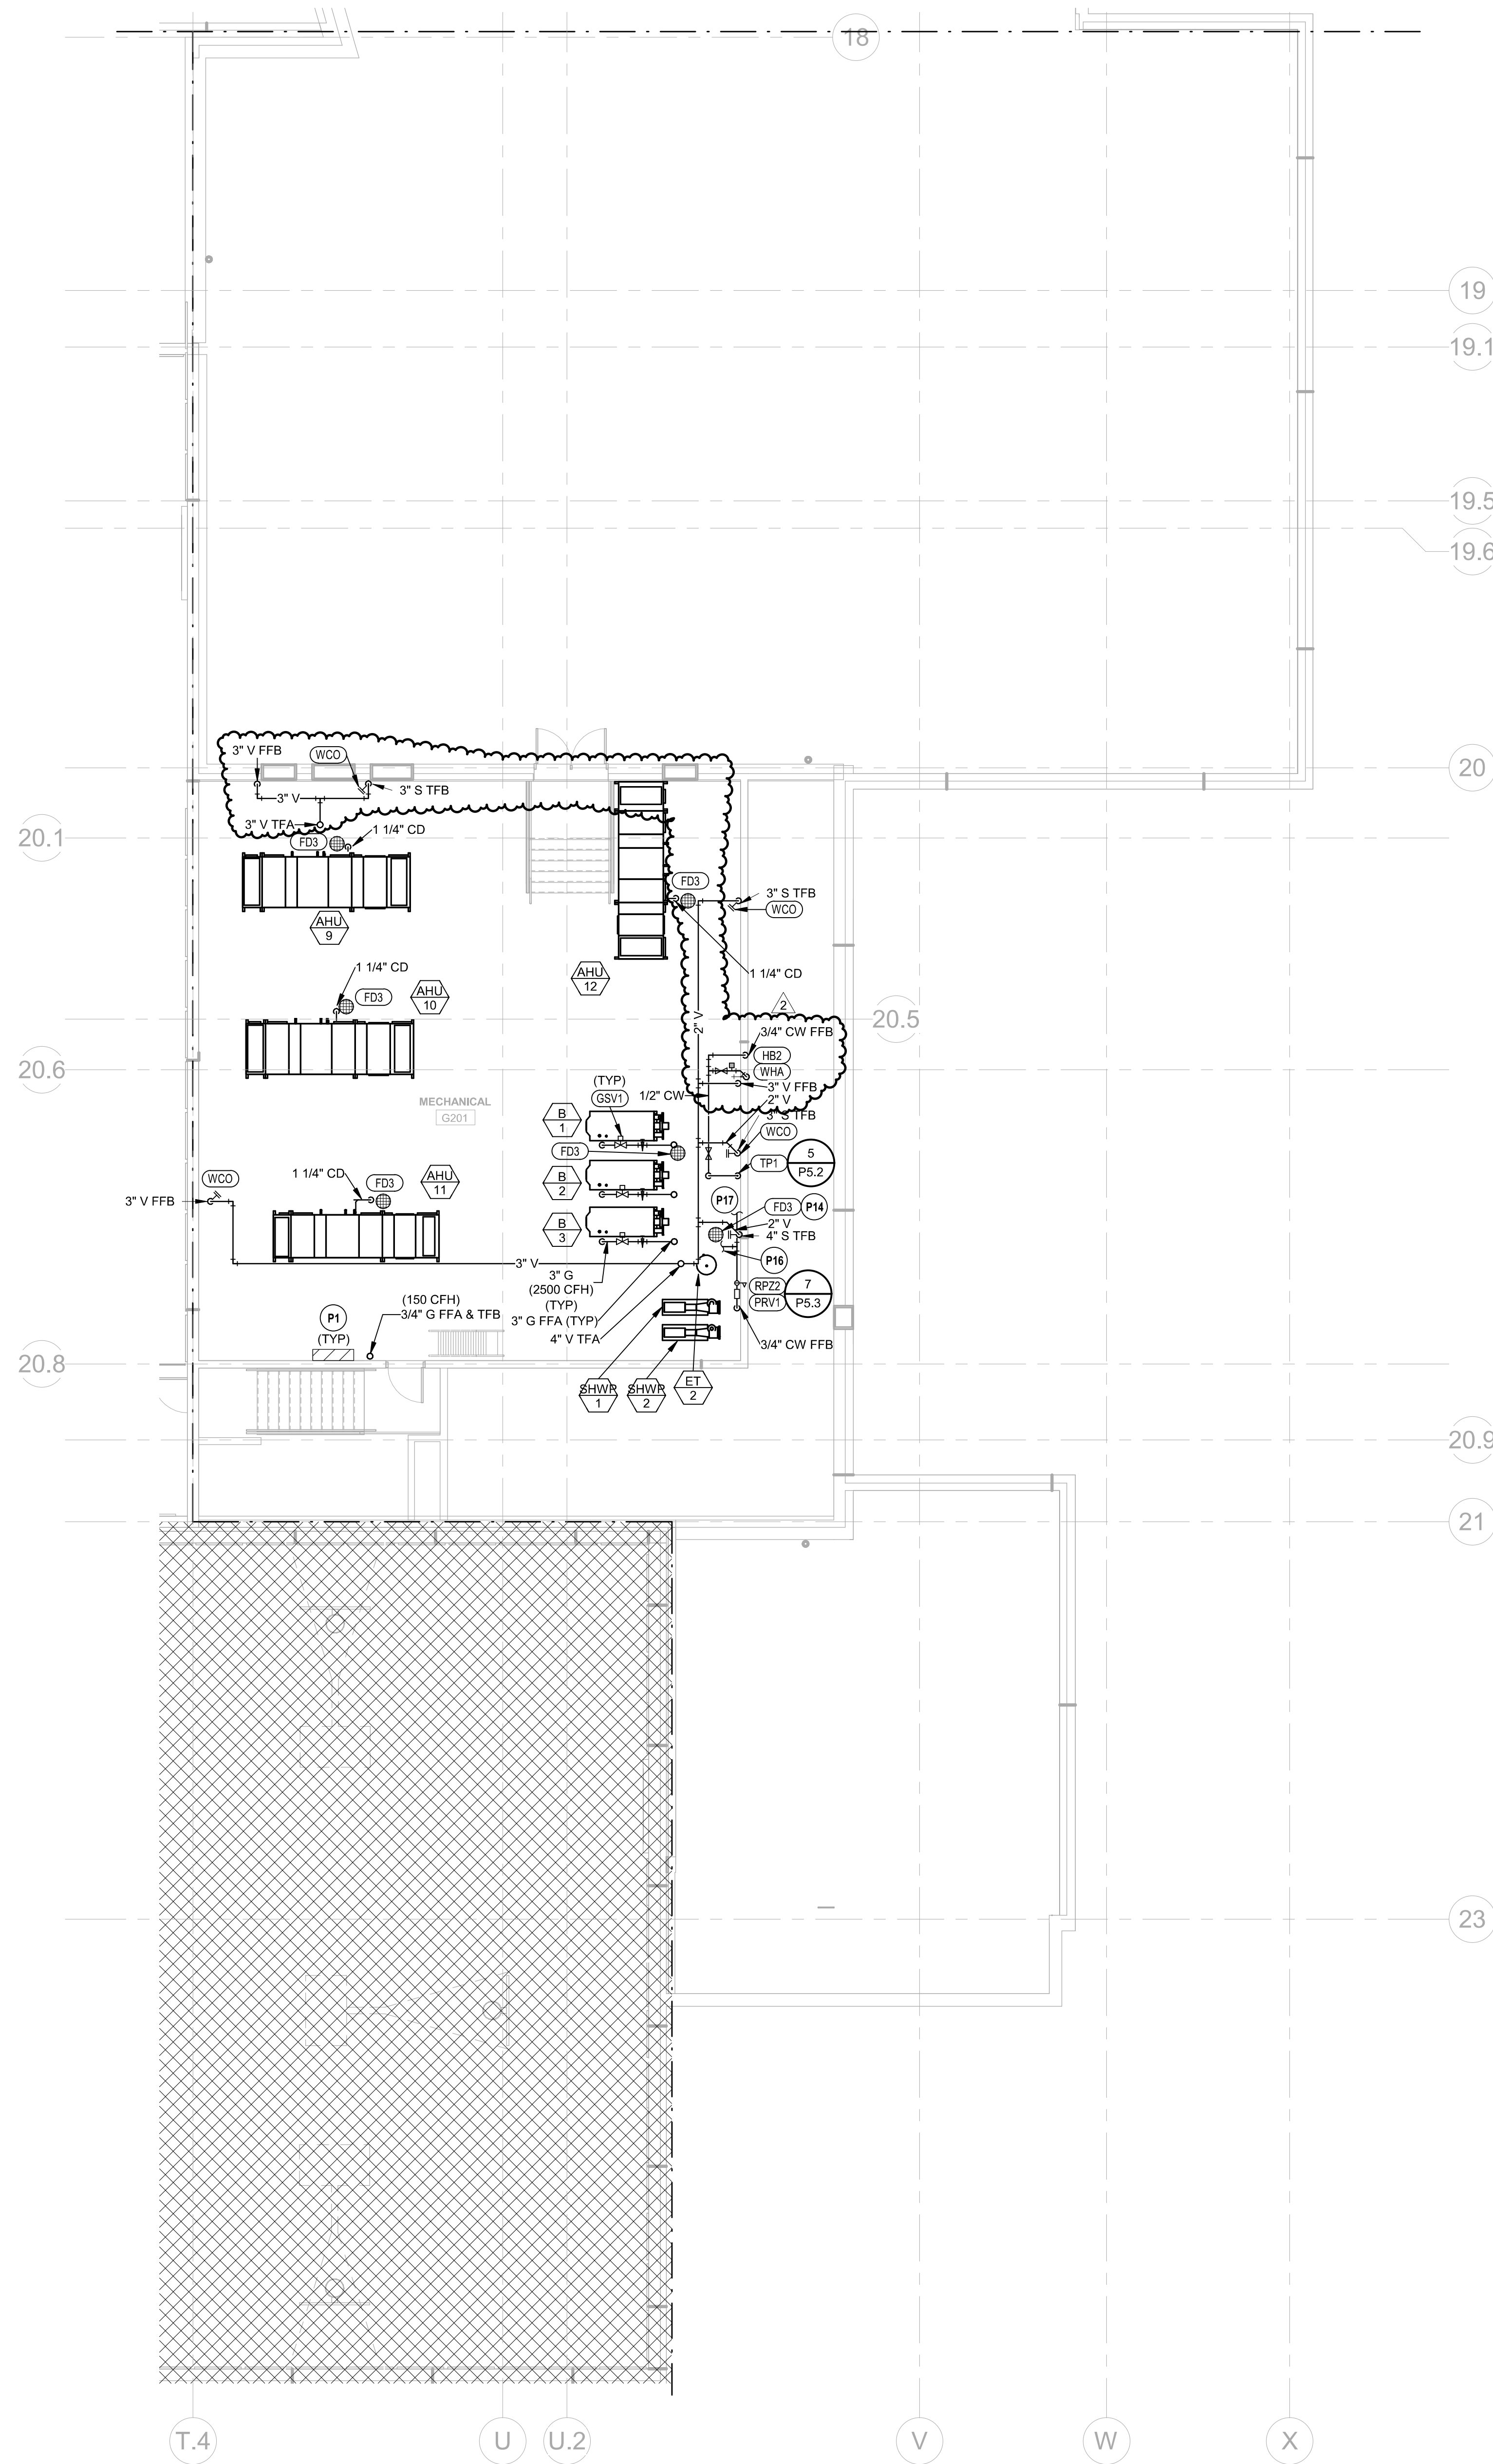 18
19
19.1
19.5
19.6
20
3" V FFB
WCO
3" V
3" S TFB
3" V TFA
20.1
FD3
1 1/4" CD
AHU
9
FD3
3" S TFB
WCO
1 1/4" CD
AHU
12
1 1/4" CD
FD3
AHU
10
2
20.5
2" V
3/4" CW FFB
HB2
WHA
20.6
3" V FFB
1/2" CW
2" V
3" S TFB
WCO
(TYP)
GSV1
MECHANICAL
G201
B
1
FD3
TP1
5
P5.2
B
2
WCO
3" V FFB
1 1/4" CD
FD3
AHU
11
P17
FD3
P14
2" V
4" S TFB
B
3
P16
3" V
3" G
(2500 CFH)
(TYP)
3" G FFA (TYP)
4" V TFA
RPZ2
PRV1
7
P5.3
3/4" CW FFB
(150 CFH)
3/4" G FFA & TFB
P1
(TYP)
20.8
SHWP
1
SHWP
2
ET
2
20.9
21
23
T.4
U
U.2
V
W
X